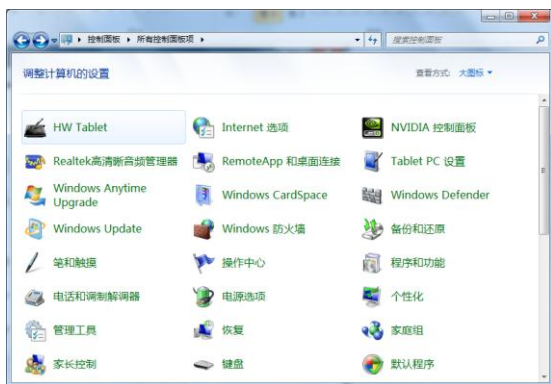 控制面板 ▸ 所有控制面板项 ▸
搜索控制面板
调整计算机的设置
查看方式: 大图标 ▾
HW Tablet
Internet 选项
NVIDIA 控制面板
Realtek高清晰音频管理器
RemoteApp 和桌面连接
Tablet PC 设置
Windows Anytime
Upgrade
Windows CardSpace
Windows Defender
Windows Update
Windows 防火墙
备份和还原
笔和触摸
操作中心
程序和功能
电话和调制解调器
电源选项
个性化
管理工具
恢复
家庭组
家长控制
键盘
默认程序